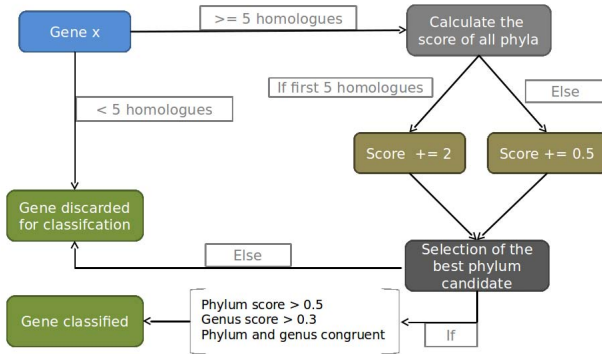 >= 5 homologues
Gene x
Calculate the
score of all phyla
If first 5 homologues
Else
< 5 homologues
Score += 2
Score += 0.5
Gene discarded
for classifcation
Else
Selection of the
best phylum
candidate
Phylum score > 0.5
Genus score > 0.3
Phylum and genus congruent
Gene classified
If